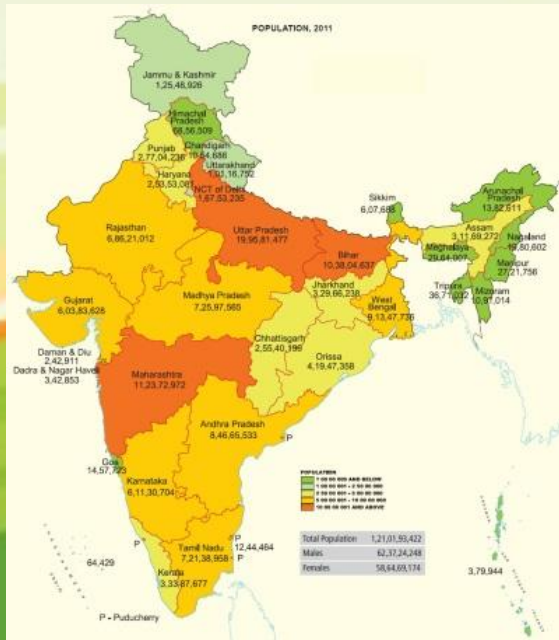 POPULATION, 2011
Jammu & Kashmir
1,25,48,926
Himachal
Pradesh
68,56,509
Punjab
2,77,04,236
Chandigarh
10,54,686
Uttarakhand
1,01,16,752
Haryana
2,53,53,081
NCT of Delhi
1,67,53,235
Rajasthan
6,86,21,012
Uttar Pradesh
19,95,81,477
Bihar
10,38,04,637
Sikkim
6,07,688
Arunachal
Pradesh
13,82,611
Assam
3,11,69,272
Nagaland
19,80,602
Meghalaya
29,64,007
Manipur
27,21,756
Tripura
36,71,032
Mizoram
10,91,014
Gujarat
6,03,83,628
Madhya Pradesh
7,25,97,565
Jharkhand
3,29,66,238
West
Bengal
9,13,47,736
Chhattisgarh
2,55,40,196
Orissa
4,19,47,358
Daman & Diu
2,42,911
Dadra & Nagar Haveli
3,42,853
Maharashtra
11,23,72,972
Andhra Pradesh
8,46,65,533
P
Goa
14,57,723
Karnataka
6,11,30,704
P
P
12,44,464
P
Tamil Nadu
7,21,38,958
Kerala
3,33,87,677
64,429
3,79,944
P - Puducherry
POPULATION
Total Population 1,21,01,93,422
Males 62,37,24,248
Females 58,64,69,174